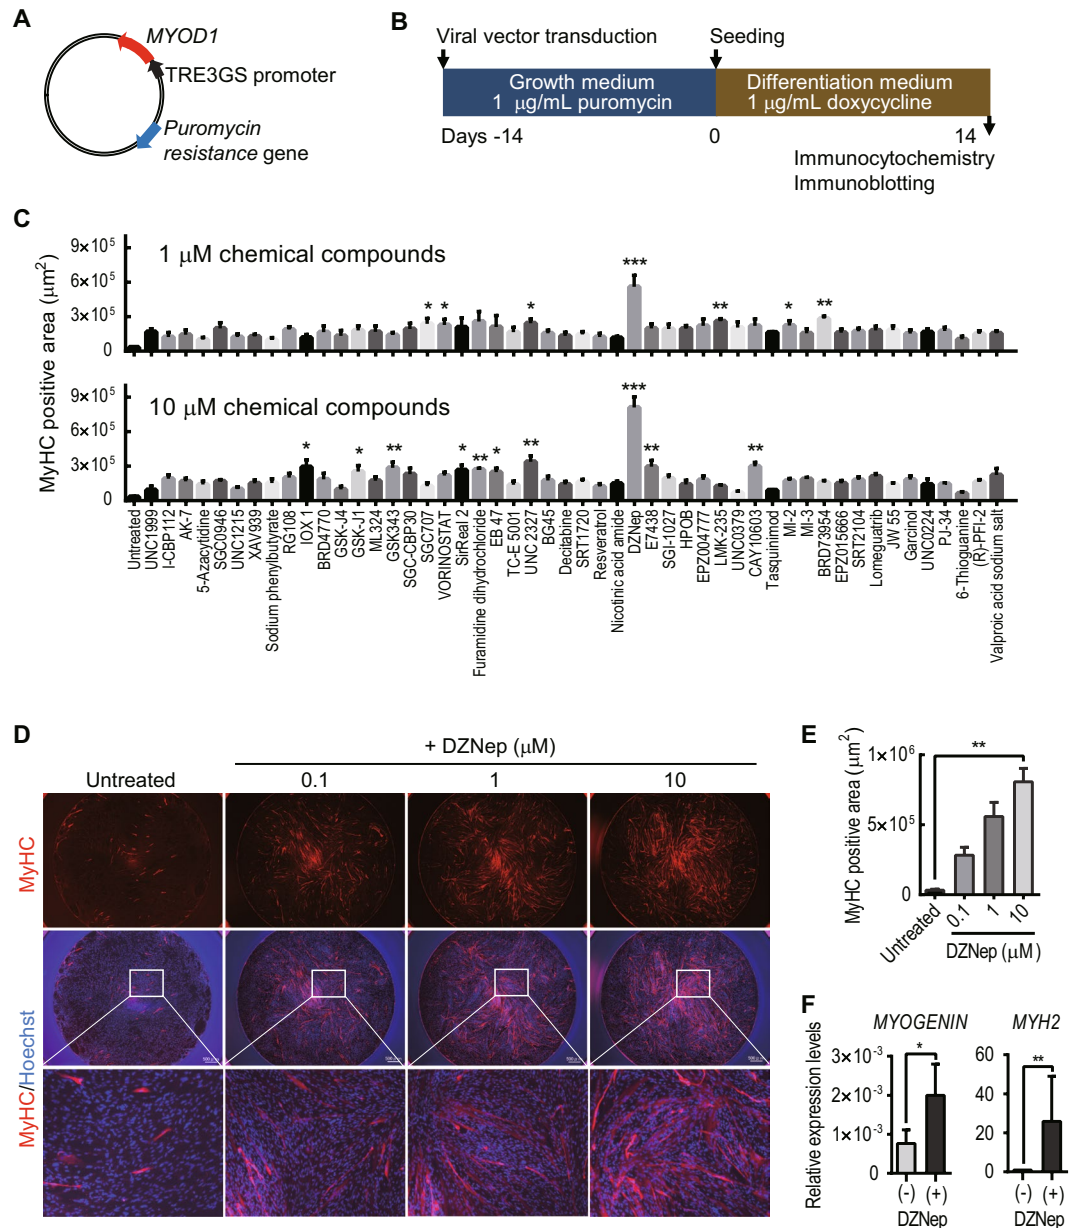 A
MYOD1
TRE3GS promoter
Puromycin
resistance gene
B
Viral vector transduction
Seeding
Growth medium
1 μg/mL puromycin
Differentiation medium
1 μg/mL doxycycline
Days -14
0
14
Immunocytochemistry
Immunoblotting
C
MyHC positive area (μm²)
9×10⁵
6×10⁵
3×10⁵
0
1 μM chemical compounds
* * * *** ** * **
9×10⁵
6×10⁵
3×10⁵
0
10 μM chemical compounds
* * ** * ** * ** *** ** **
Untreated
UNC1999
I-CBP112
AK-7
5-Azacytidine
SGC0946
UNC1215
XAV939
Sodium phenylbutyrate
RG108
IOX 1
BRD4770
GSK-J4
GSK-J1
ML324
GSK343
SGC-CBP30
SGC707
VORINOSTAT
SirReal 2
Furamidine dihydrochloride
EB 47
TC-E 5001
UNC 2327
BG45
Decitabine
SRT1720
Resveratrol
Nicotinic acid amide
DZNep
E7438
SGI-1027
HPOB
EPZ004777
LMK-235
UNC0379
CAY10603
Tasquinimod
MI-2
MI-3
BRD73954
EPZ015666
SRT2104
Lomeguatrib
JW 55
Garcinol
UNC0224
PJ-34
6-Thioguanine
(R)-PFI-2
Valproic acid sodium salt
D
+ DZNep (μM)
Untreated
0.1
1
10
MyHC
MyHC/Hoechst
E
MyHC positive area (μm²)
1×10⁶
5×10⁵
0
**
Untreated
0.1
1
10
DZNep (μM)
F
Relative expression levels
MYOGENIN
3×10⁻³
2×10⁻³
1×10⁻³
0
*
(-) (+)
DZNep
MYH2
60
40
20
0
**
(-) (+)
DZNep